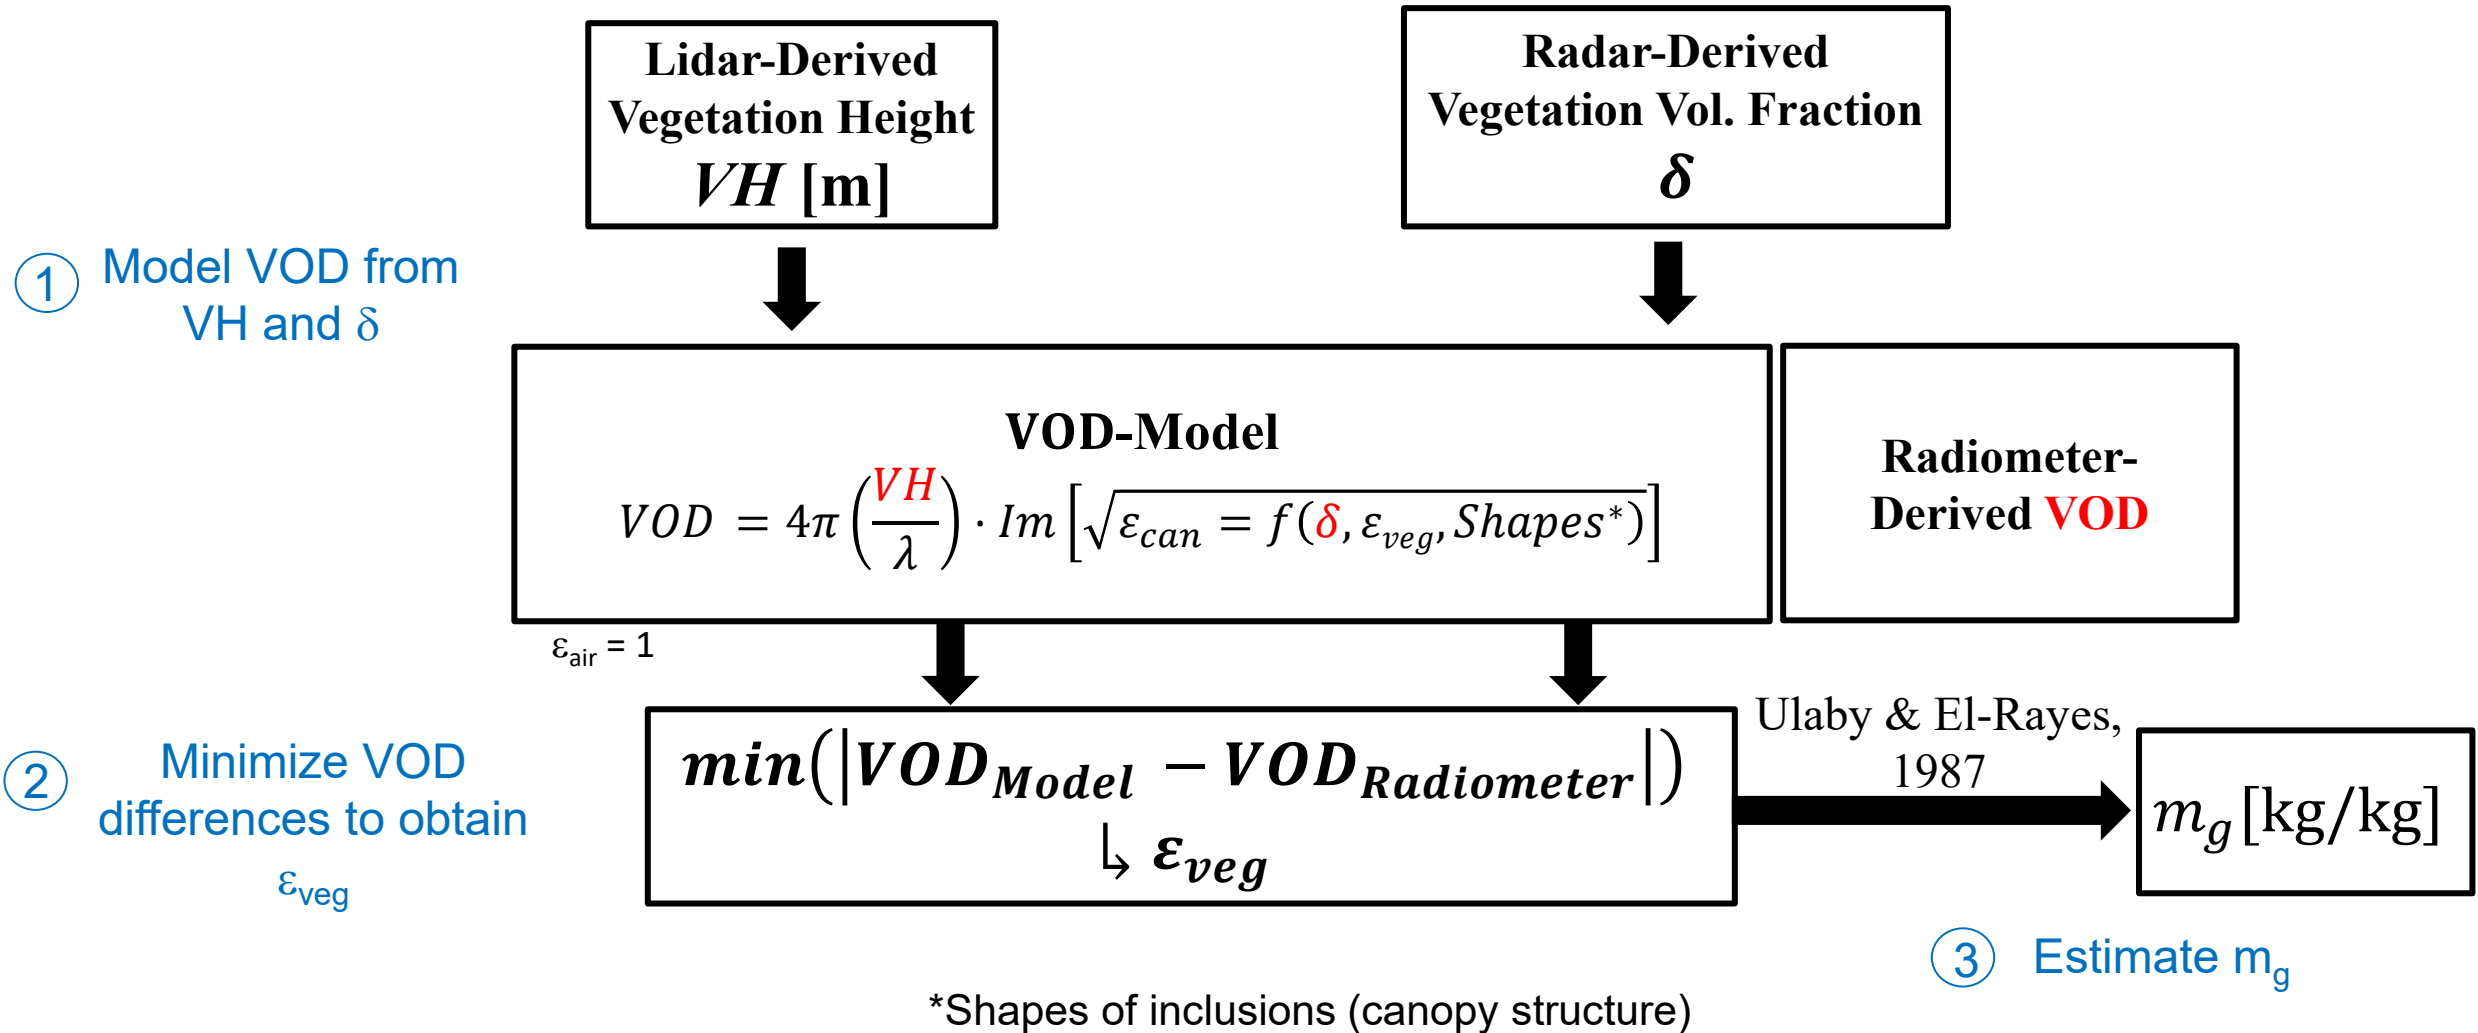 Lidar-Derived
Vegetation Height
VH [m]
Radar-Derived
Vegetation Vol. Fraction
δ
1 Model VOD from
VH and δ
VOD-Model
VOD = 4π (VH/λ) · Im [√ε_can = f(δ, ε_veg, Shapes*)]
Radiometer-
Derived VOD
ε_air = 1
2 Minimize VOD
differences to obtain
ε_veg
min(|VOD_Model − VOD_Radiometer|)
↳ ε_veg
Ulaby & El-Rayes,
1987
m_g [kg/kg]
3 Estimate m_g
*Shapes of inclusions (canopy structure)